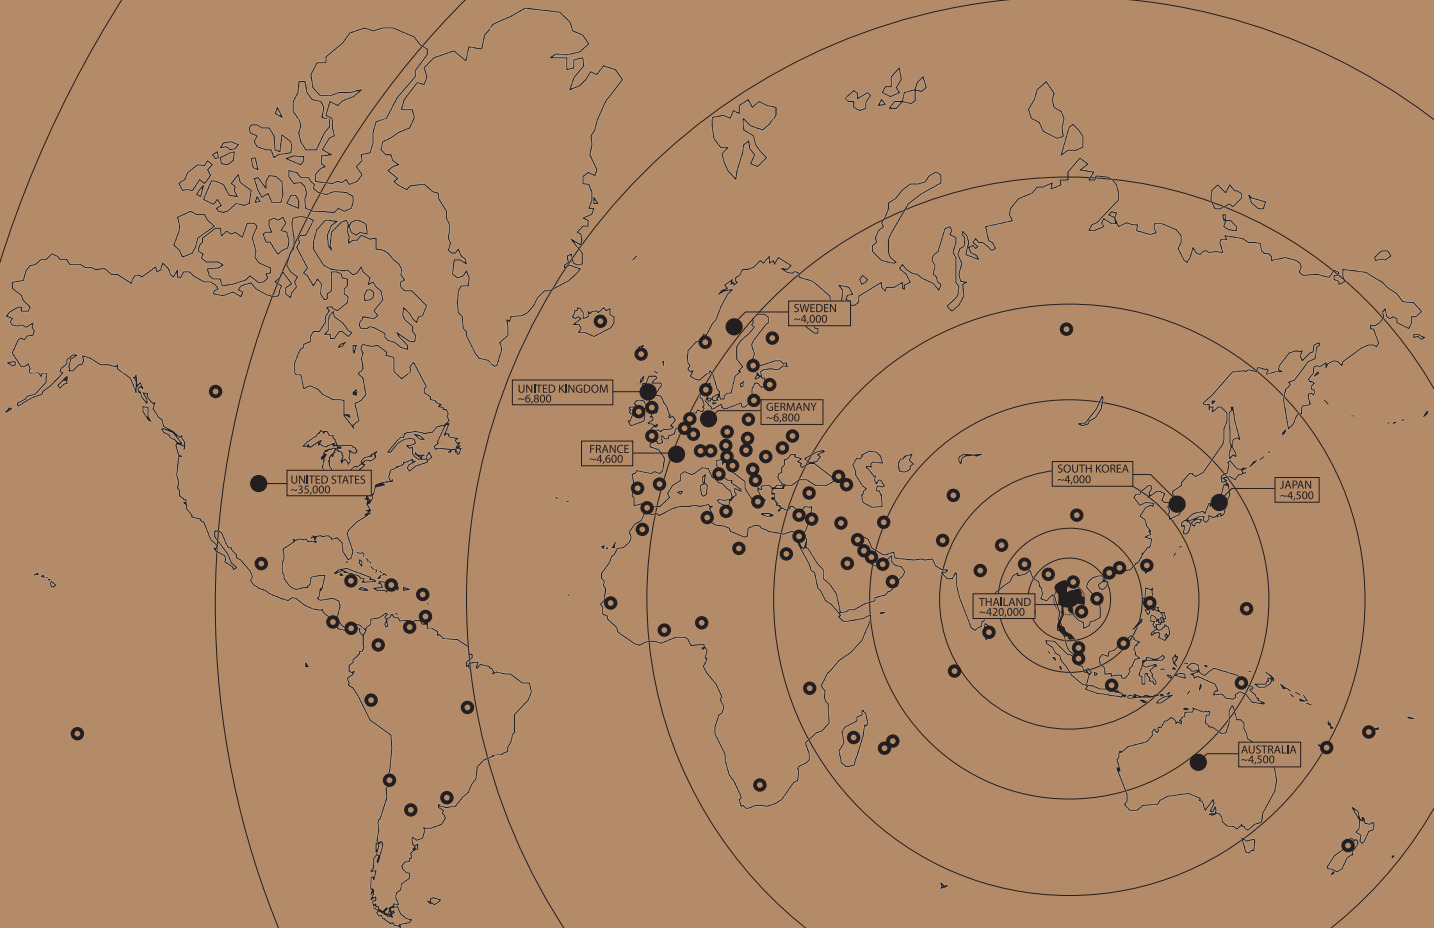 SWEDEN
~4,000
UNITED KINGDOM
~6,800
GERMANY
~6,800
FRANCE
~4,600
UNITED STATES
~35,000
SOUTH KOREA
~4,000
JAPAN
~4,500
THAILAND
~420,000
AUSTRALIA
~4,500